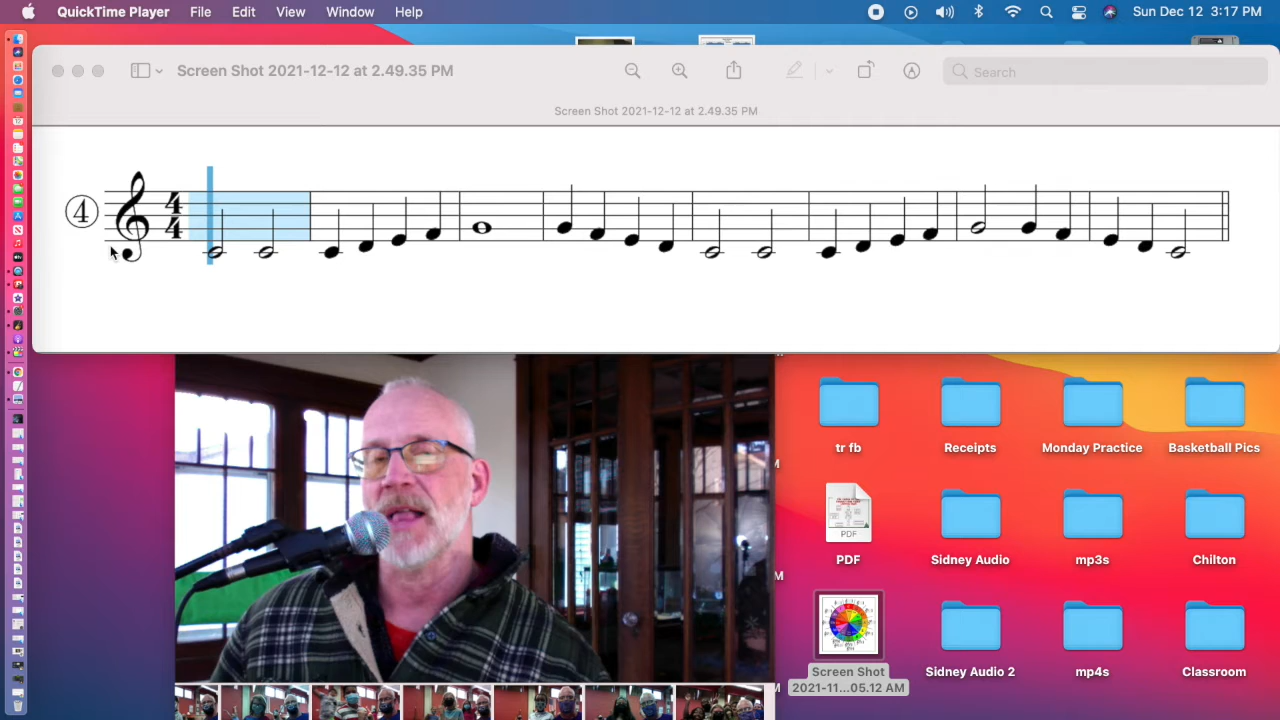 QuickTime Player File Edit View Window Help Sun Dec 12 3:17 PM
Screen Shot 2021-12-12 at 2.49.35 PM Search
Screen Shot 2021-12-12 at 2.49.35 PM
4
4
4
tr fb Receipts Monday Practice Basketball Pics
PDF
PDF Sidney Audio mp3s Chilton
Screen Shot
2021-11...05.12 AM Sidney Audio 2 mp4s Classroom